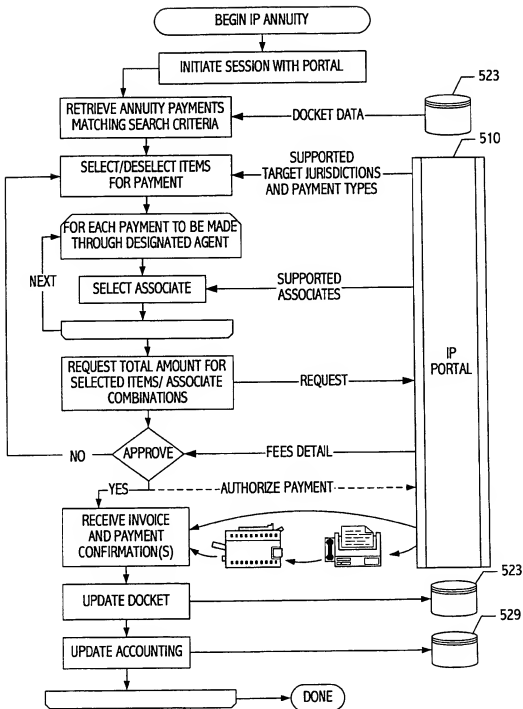 BEGIN IP ANNUITY
INITIATE SESSION WITH PORTAL
523
RETRIEVE ANNUITY PAYMENTS
MATCHING SEARCH CRITERIA
DOCKET DATA
510
SELECT/DESELECT ITEMS
FOR PAYMENT
SUPPORTED
TARGET JURISDICTIONS
AND PAYMENT TYPES
FOR EACH PAYMENT TO BE MADE
THROUGH DESIGNATED AGENT
NEXT
SELECT ASSOCIATE
SUPPORTED
ASSOCIATES
IP
PORTAL
REQUEST TOTAL AMOUNT FOR
SELECTED ITEMS/ ASSOCIATE
COMBINATIONS
REQUEST
NO
APPROVE
FEES DETAIL
YES
AUTHORIZE PAYMENT
RECEIVE INVOICE
AND PAYMENT
CONFIRMATION(S)
523
UPDATE DOCKET
529
UPDATE ACCOUNTING
DONE